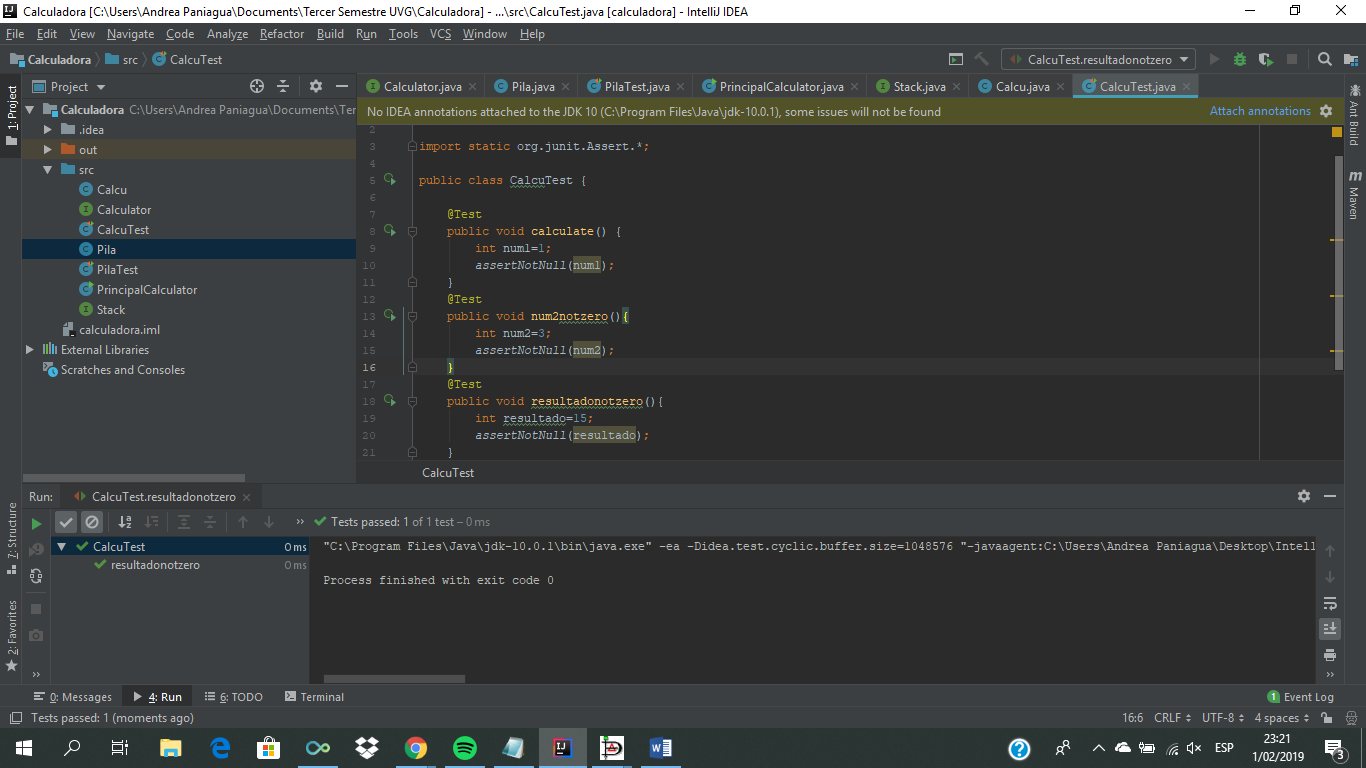 Calculadora [C:\Users\Andrea Paniagua\Documents\Tercer Semestre UVG\Calculadora] - ...\src\CalcuTest.java [calculadora] - IntelliJ IDEA
File Edit View Navigate Code Analyze Refactor Build Run Tools VCS Window Help
Calculadora src CalcuTest
CalcuTest.resultadonotzero
1: Project
Project
Calculator.java Pila.java PilaTest.java PrincipalCalculator.java Stack.java Calcu.java CalcuTest.java
Calculadora C:\Users\Andrea Paniagua\Documents\Ter
.idea
out
src
Calcu
Calculator
CalcuTest
Pila
PilaTest
PrincipalCalculator
Stack
calculadora.iml
External Libraries
Scratches and Consoles
No IDEA annotations attached to the JDK 10 (C:\Program Files\Java\jdk-10.0.1), some issues will not be found Attach annotations
2
3 import static org.junit.Assert.*;
4
5 public class CalcuTest {
6
7 @Test
8 public void calculate() {
9 int num1=1;
10 assertNotNull(num1);
11 }
12 @Test
13 public void num2notzero(){
14 int num2=3;
15 assertNotNull(num2);
16 }
17 @Test
18 public void resultadonotzero(){
19 int resultado=15;
20 assertNotNull(resultado);
21 }
CalcuTest
Ant Build
m Maven
Run: CalcuTest.resultadonotzero
Tests passed: 1 of 1 test – 0 ms
CalcuTest 0 ms
resultadonotzero 0 ms
"C:\Program Files\Java\jdk-10.0.1\bin\java.exe" -ea -Didea.test.cyclic.buffer.size=1048576 "-javaagent:C:\Users\Andrea Paniagua\Desktop\Intell
Process finished with exit code 0
7: Structure
2: Favorites
0: Messages 4: Run 6: TODO Terminal 1 Event Log
Tests passed: 1 (moments ago) 16:6 CRLF UTF-8 4 spaces
ESP
23:21
1/02/2019
3